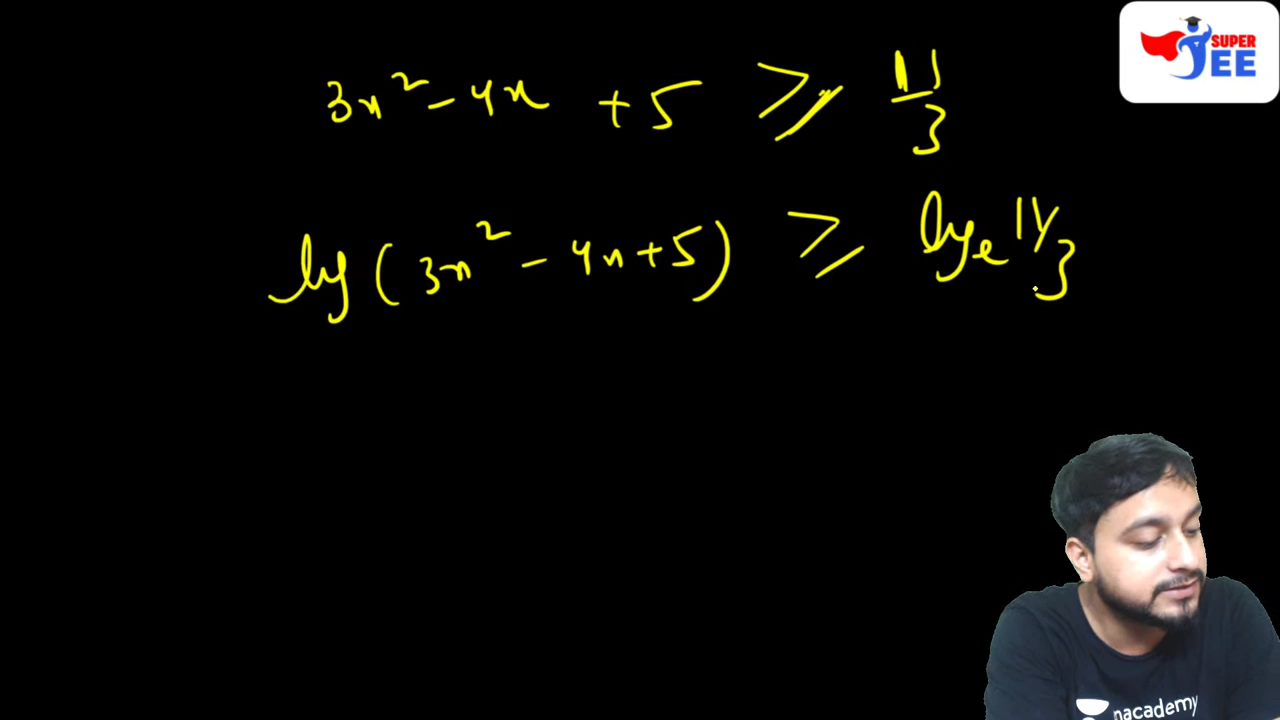 SUPER
JEE
3x² - 4x + 5 ≥ 11/3
log(3x² - 4x + 5) ≥ logₑ 11/3
nacademy